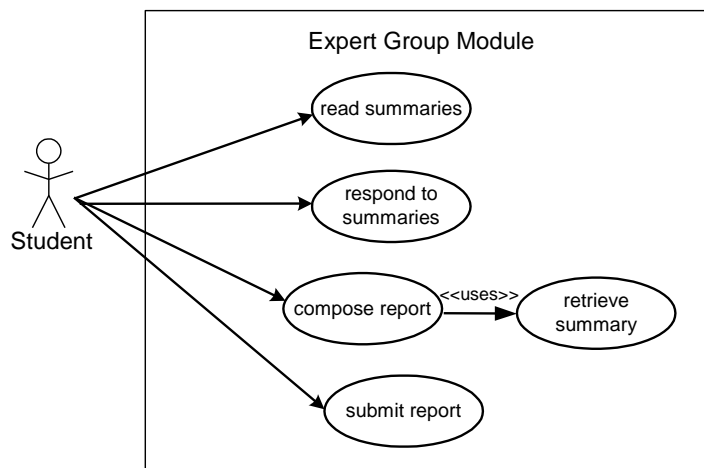 Expert Group Module
read summaries
respond to
summaries
Student
compose report
<<uses>>
retrieve
summary
submit report